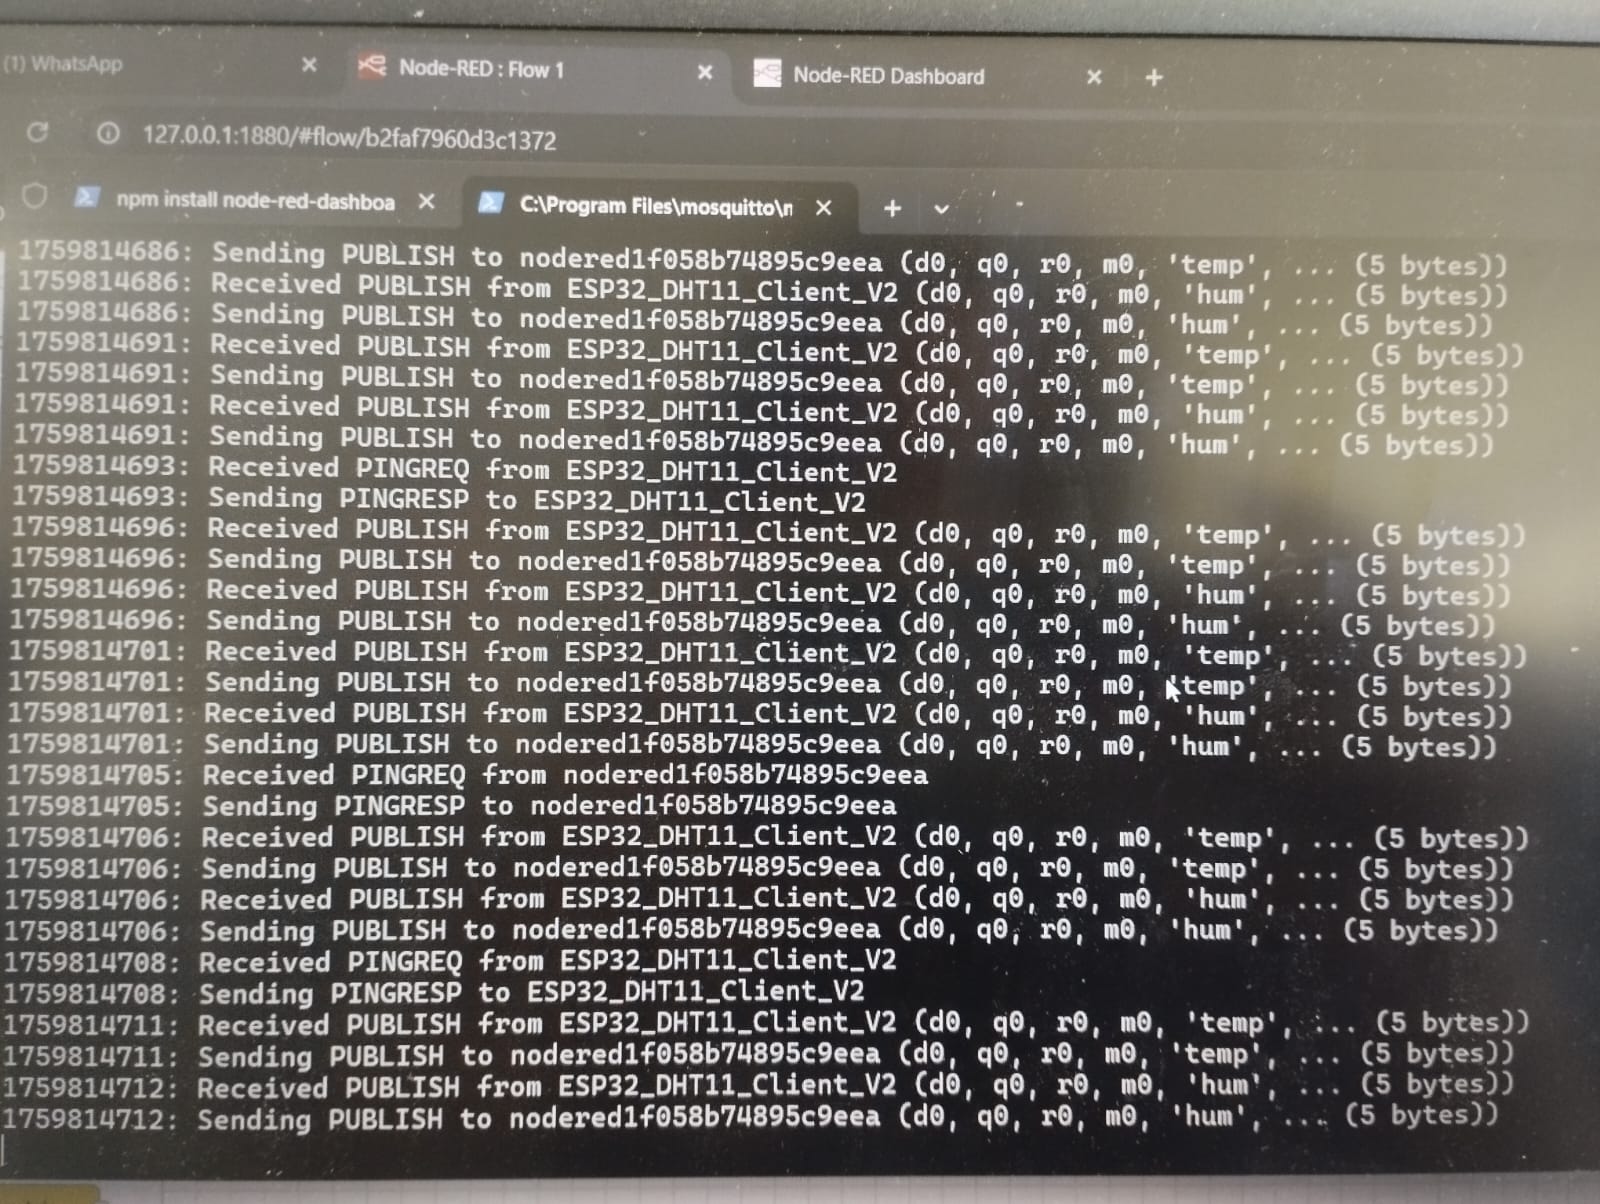 (1) WhatsApp
Node-RED : Flow 1
Node-RED Dashboard
127.0.0.1:1880/#flow/b2faf7960d3c1372
npm install node-red-dashboa
C:\Program Files\mosquitto\n
1759814686: Sending PUBLISH to nodered1f058b74895c9eea (d0, q0, r0, m0, 'temp', ... (5 bytes))
1759814686: Received PUBLISH from ESP32_DHT11_Client_V2 (d0, q0, r0, m0, 'hum', ... (5 bytes))
1759814686: Sending PUBLISH to nodered1f058b74895c9eea (d0, q0, r0, m0, 'hum', ... (5 bytes))
1759814691: Received PUBLISH from ESP32_DHT11_Client_V2 (d0, q0, r0, m0, 'temp', ... (5 bytes))
1759814691: Sending PUBLISH to nodered1f058b74895c9eea (d0, q0, r0, m0, 'temp', ... (5 bytes))
1759814691: Received PUBLISH from ESP32_DHT11_Client_V2 (d0, q0, r0, m0, 'hum', ... (5 bytes))
1759814691: Sending PUBLISH to nodered1f058b74895c9eea (d0, q0, r0, m0, 'hum', ... (5 bytes))
1759814693: Received PINGREQ from ESP32_DHT11_Client_V2
1759814693: Sending PINGRESP to ESP32_DHT11_Client_V2
1759814696: Received PUBLISH from ESP32_DHT11_Client_V2 (d0, q0, r0, m0, 'temp', ... (5 bytes))
1759814696: Sending PUBLISH to nodered1f058b74895c9eea (d0, q0, r0, m0, 'temp', ... (5 bytes))
1759814696: Received PUBLISH from ESP32_DHT11_Client_V2 (d0, q0, r0, m0, 'hum', ... (5 bytes))
1759814696: Sending PUBLISH to nodered1f058b74895c9eea (d0, q0, r0, m0, 'hum', ... (5 bytes))
1759814701: Received PUBLISH from ESP32_DHT11_Client_V2 (d0, q0, r0, m0, 'temp', ... (5 bytes))
1759814701: Sending PUBLISH to nodered1f058b74895c9eea (d0, q0, r0, m0, 'temp', ... (5 bytes))
1759814701: Received PUBLISH from ESP32_DHT11_Client_V2 (d0, q0, r0, m0, 'hum', ... (5 bytes))
1759814701: Sending PUBLISH to nodered1f058b74895c9eea (d0, q0, r0, m0, 'hum', ... (5 bytes))
1759814705: Received PINGREQ from nodered1f058b74895c9eea
1759814705: Sending PINGRESP to nodered1f058b74895c9eea
1759814706: Received PUBLISH from ESP32_DHT11_Client_V2 (d0, q0, r0, m0, 'temp', ... (5 bytes))
1759814706: Sending PUBLISH to nodered1f058b74895c9eea (d0, q0, r0, m0, 'temp', ... (5 bytes))
1759814706: Received PUBLISH from ESP32_DHT11_Client_V2 (d0, q0, r0, m0, 'hum', ... (5 bytes))
1759814706: Sending PUBLISH to nodered1f058b74895c9eea (d0, q0, r0, m0, 'hum', ... (5 bytes))
1759814708: Received PINGREQ from ESP32_DHT11_Client_V2
1759814708: Sending PINGRESP to ESP32_DHT11_Client_V2
1759814711: Received PUBLISH from ESP32_DHT11_Client_V2 (d0, q0, r0, m0, 'temp', ... (5 bytes))
1759814711: Sending PUBLISH to nodered1f058b74895c9eea (d0, q0, r0, m0, 'temp', ... (5 bytes))
1759814712: Received PUBLISH from ESP32_DHT11_Client_V2 (d0, q0, r0, m0, 'hum', ... (5 bytes))
1759814712: Sending PUBLISH to nodered1f058b74895c9eea (d0, q0, r0, m0, 'hum', ... (5 bytes))